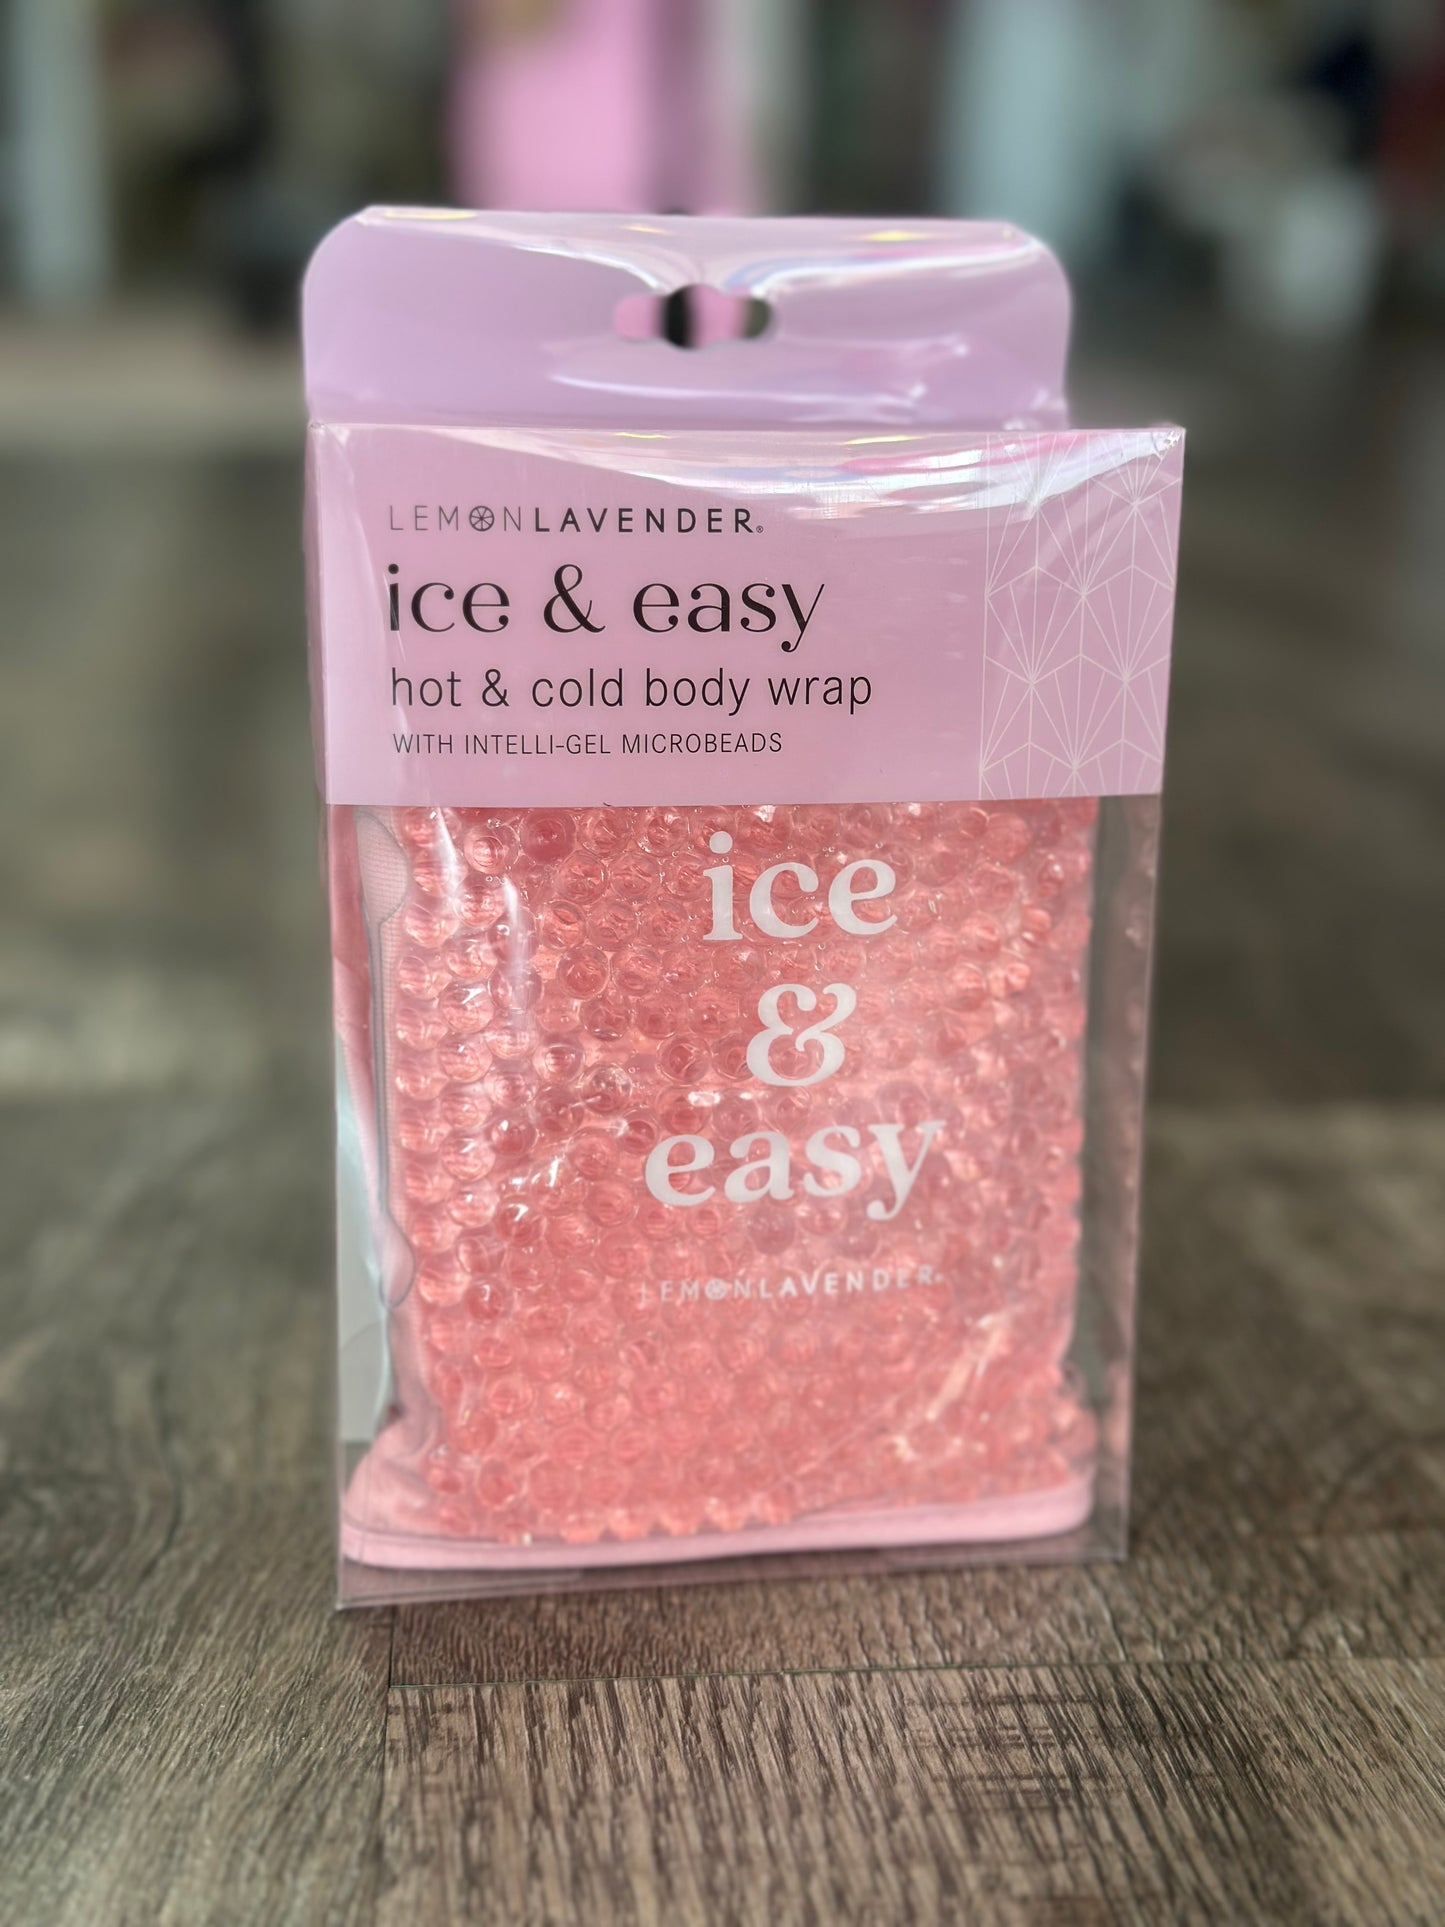 LEMONLAVENDER®
ice & easy
hot & cold body wrap
WITH INTELLI-GEL MICROBEADS
ice
&
easy
LEMONLAVENDER®